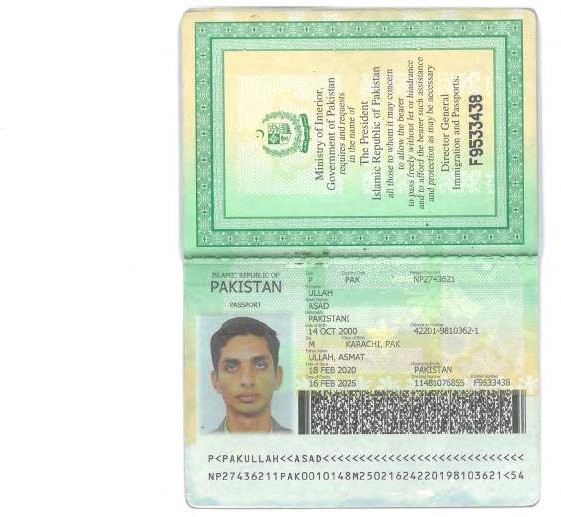 Ministry of Interior,
Government of Pakistan
requires and requests
in the name of
The President
Islamic Republic of Pakistan
all those to whom it may concern
to allow the bearer
to pass freely without let or hindrance
and to afford the bearer such assistance
and protection as may be necessary
Director General
Immigration and Passports.
F9533438
ISLAMIC REPUBLIC OF
PAKISTAN
PASSPORT
P PAK NP2743621
ULLAH
ASAD
PAKISTANI
14 OCT 2000 42201-9810362-1
M KARACHI, PAK
ULLAH, ASMAT
18 FEB 2020 PAKISTAN
16 FEB 2025 11481076855 F9533438
P<PAKULLAH<<ASAD<<<<<<<<<<<<<<<<<<<<<<<<<<<<
NP27436211PAK0010148M25021624220198103621<54